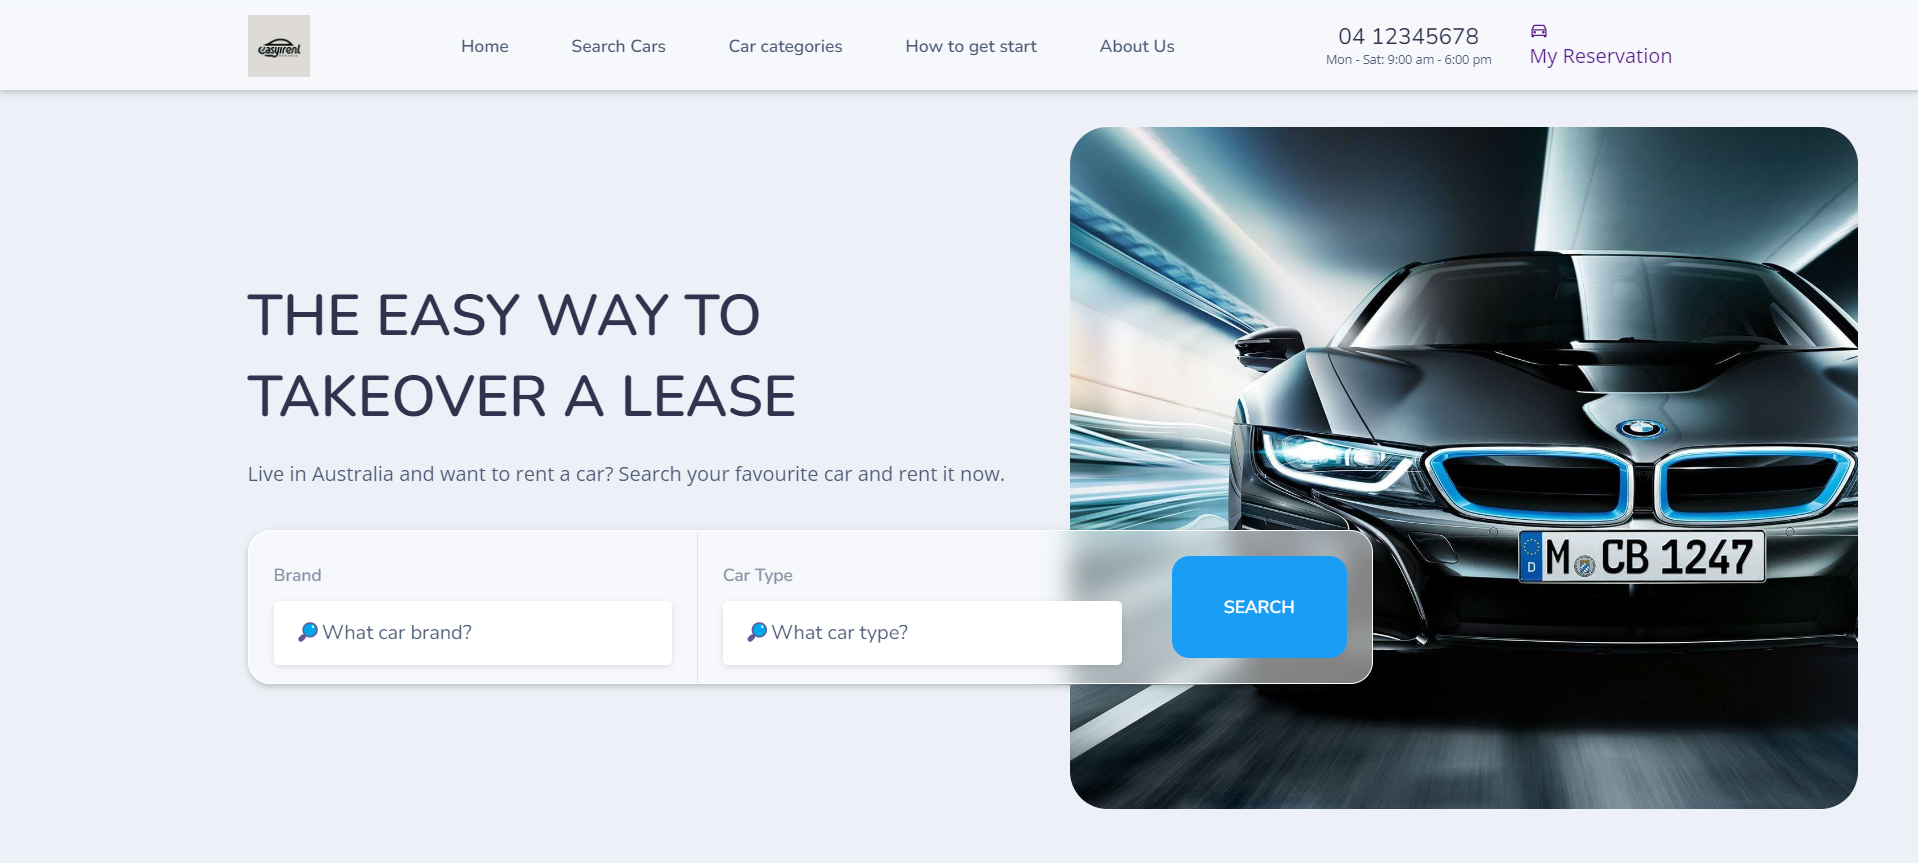 easyirent
Home
Search Cars
Car categories
How to get start
About Us
04 12345678
Mon - Sat: 9:00 am - 6:00 pm
My Reservation
THE EASY WAY TO
TAKEOVER A LEASE
Live in Australia and want to rent a car? Search your favourite car and rent it now.
Brand
What car brand?
Car Type
What car type?
SEARCH
D
M CB 1247